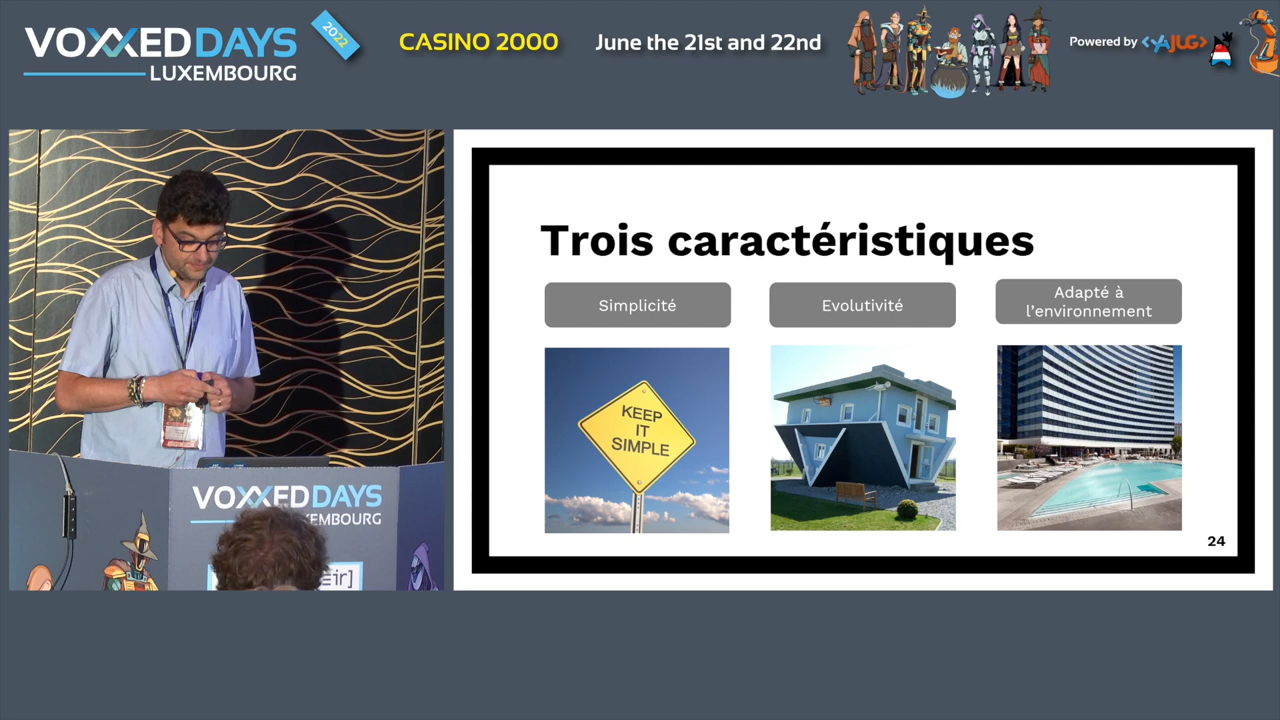 VOXXEDDAYS
LUXEMBOURG
2022
CASINO 2000
June the 21st and 22nd
Powered by <YAJUG>
Trois caractéristiques
Simplicité
Evolutivité
Adapté à
l'environnement
KEEP
IT
SIMPLE
24
VOXXEDDAYS